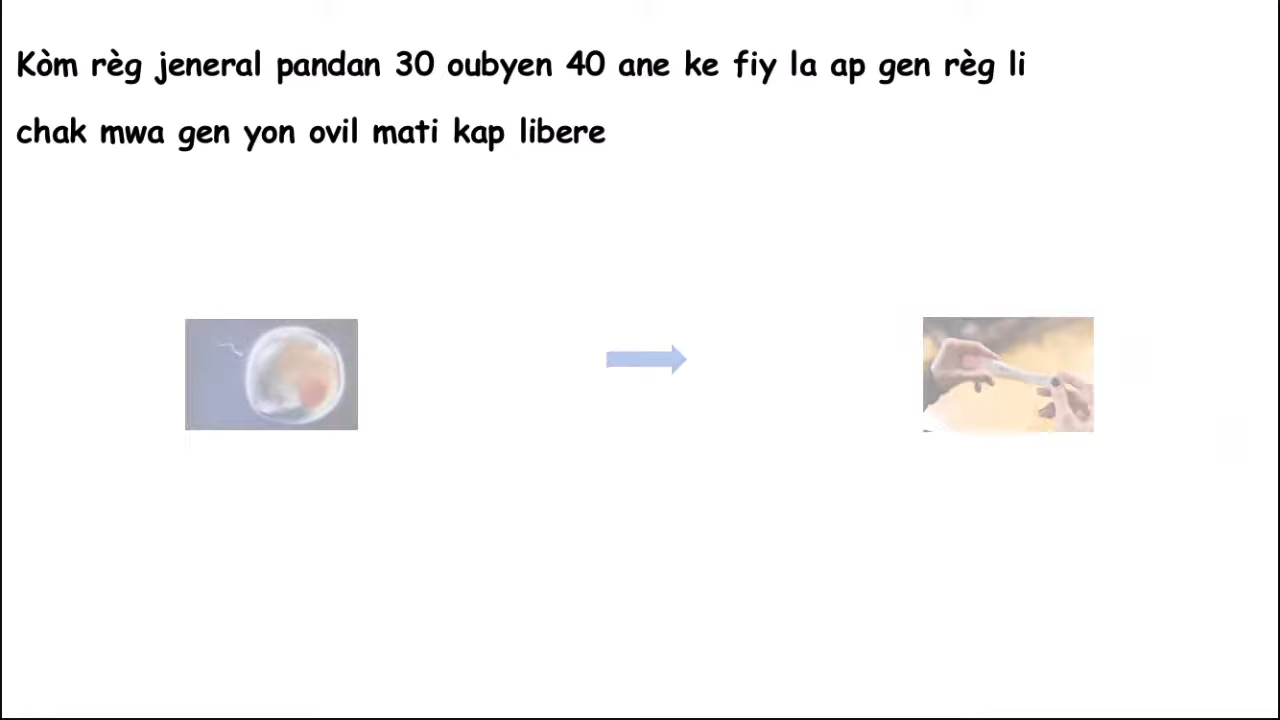 Kòm règ jeneral pandan 30 oubyen 40 ane ke fiy la ap gen règ li
chak mwa gen yon ovil mati kap libere